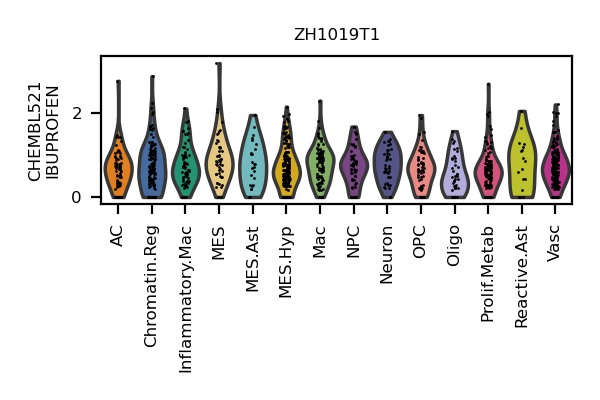 ZH1019T1
CHEMBL521
IBUPROFEN
2
0
AC
Chromatin.Reg
Inflammatory.Mac
MES
MES.Ast
MES.Hyp
Mac
NPC
Neuron
OPC
Oligo
Prolif.Metab
Reactive.Ast
Vasc